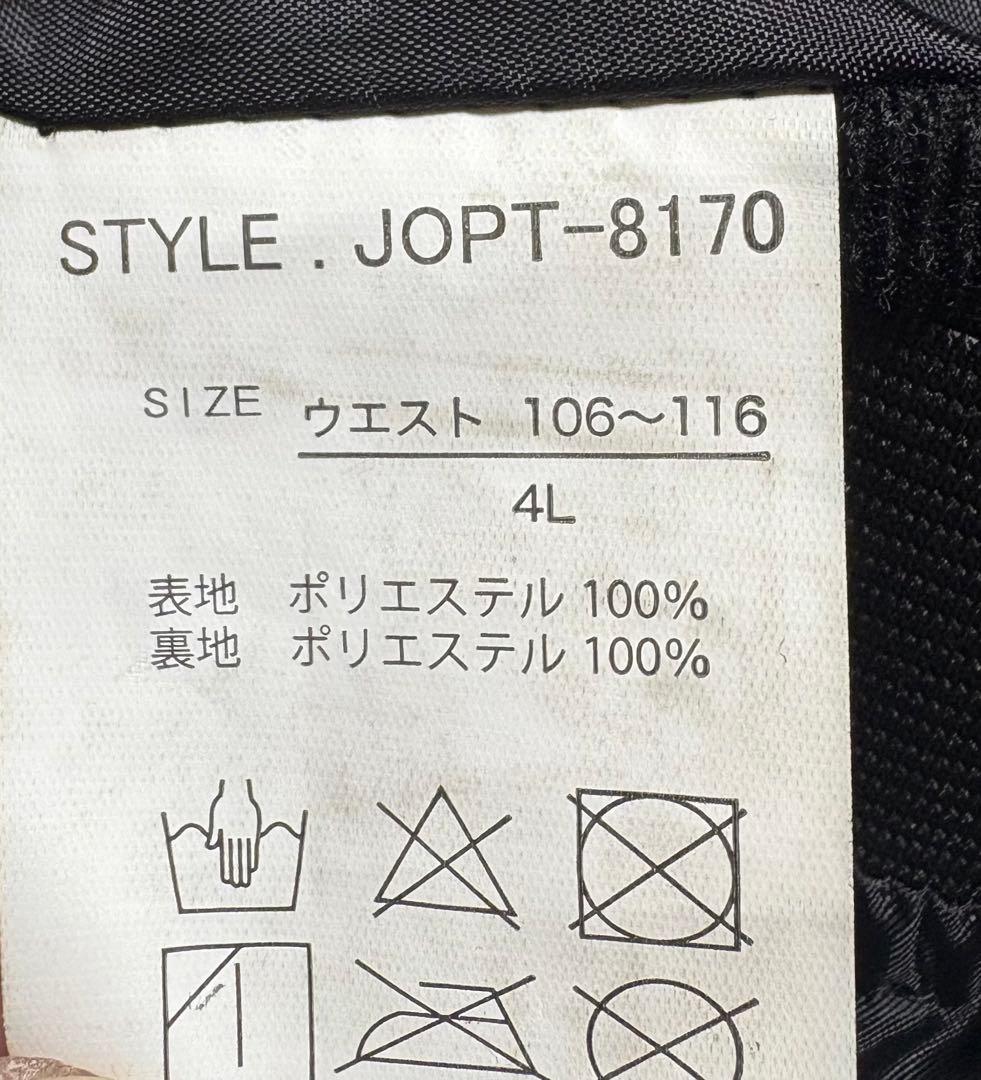 STYLE . JOPT-8170
SIZE ウエスト 106〜116
4L
表地 ポリエステル 100%
裏地 ポリエステル 100%